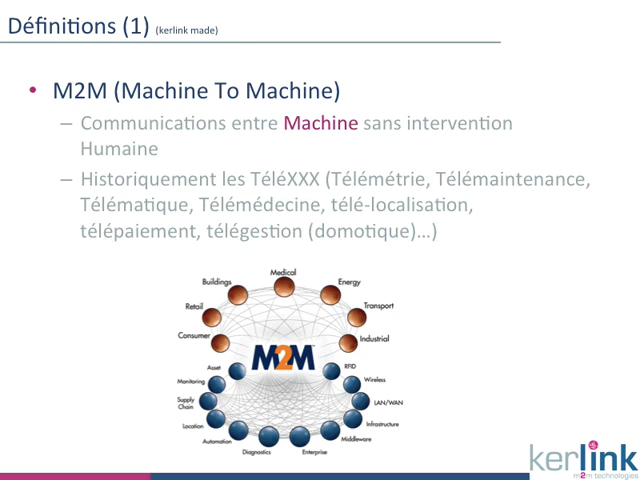 Définitions (1) (kerlink made)
• M2M (Machine To Machine)
– Communications entre Machine sans intervention
Humaine
– Historiquement les TéléXXX (Télémétrie, Télémaintenance,
Télématique, Télémédecine, télé-localisation,
télépaiement, télégestion (domotique)…)
Medical
Buildings
Energy
Retail
Transport
Consumer
Industrial
M2M™
Asset
RFID
Monitoring
Wireless
Supply
Chain
LAN/WAN
Location
Infrastructure
Automation
Middleware
Diagnostics
Enterprise
kerlink
m2m technologies